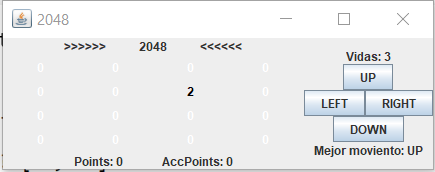 2048
>>>>>> 2048 <<<<<<
0 0 0 0
0 0 2 0
0 0 0 0
0 0 0 0
Points: 0 AccPoints: 0
Vidas: 3
UP
LEFT RIGHT
DOWN
Mejor moviento: UP